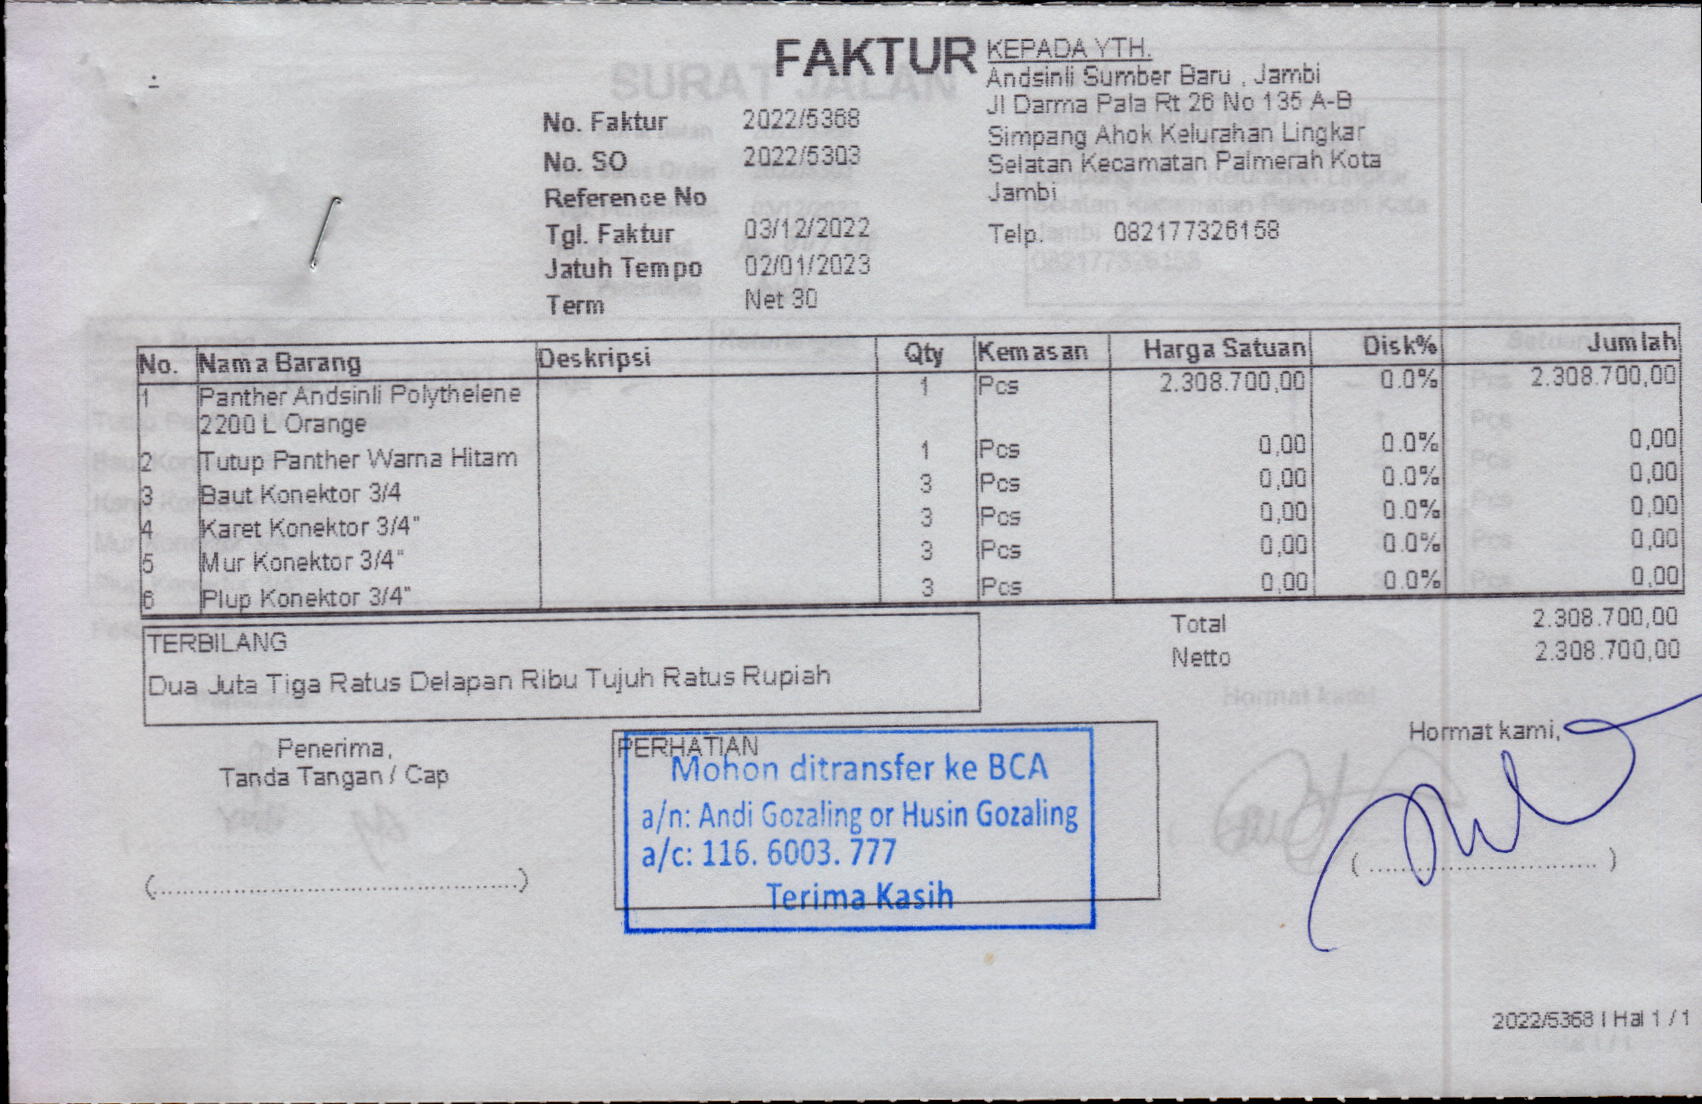 FAKTUR
KEPADA YTH.
Andsinli Sumber Baru , Jambi
Jl Darma Pala Rt 26 No 135 A-B
Simpang Ahok Kelurahan Lingkar
Selatan Kecamatan Palmerah Kota
Jambi
Telp. 082177326158
No. Faktur 2022/5368
No. SO 2022/5303
Reference No
Tgl. Faktur 03/12/2022
Jatuh Tempo 02/01/2023
Term Net 30
No. Nama Barang Deskripsi Qty Kemasan Harga Satuan Disk% Jumlah
1 Panther Andsinli Polythelene 1 Pcs 2.308.700,00 0.0% 2.308.700,00
2200 L Orange
2 Tutup Panther Warna Hitam 1 Pcs 0,00 0.0% 0,00
3 Baut Konektor 3/4 3 Pcs 0,00 0.0% 0,00
4 Karet Konektor 3/4" 3 Pcs 0,00 0.0% 0,00
5 Mur Konektor 3/4" 3 Pcs 0,00 0.0% 0,00
6 Plup Konektor 3/4" 3 Pcs 0,00 0.0% 0,00
Total 2.308.700,00
Netto 2.308.700,00
TERBILANG
Dua Juta Tiga Ratus Delapan Ribu Tujuh Ratus Rupiah
Penerima,
Tanda Tangan / Cap
(....................................................)
PERHATIAN
Mohon ditransfer ke BCA
a/n: Andi Gozaling or Husin Gozaling
a/c: 116. 6003. 777
Terima Kasih
Hormat kami,
( ................................ )
2022/5368 | Hal 1 / 1